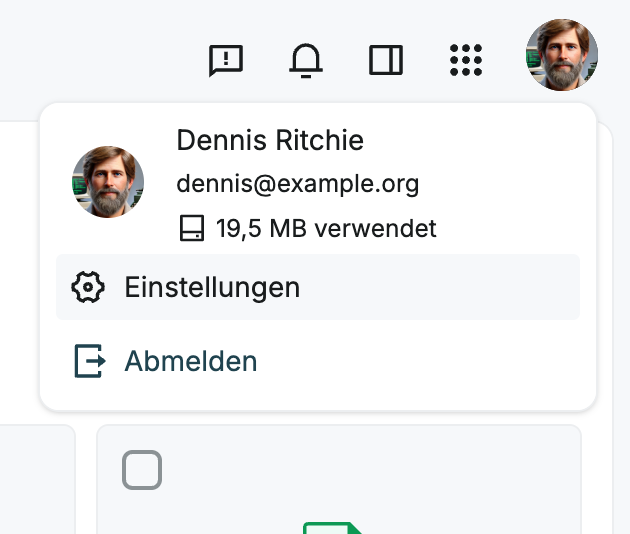 Dennis Ritchie
dennis@example.org
19,5 MB verwendet
Einstellungen
Abmelden